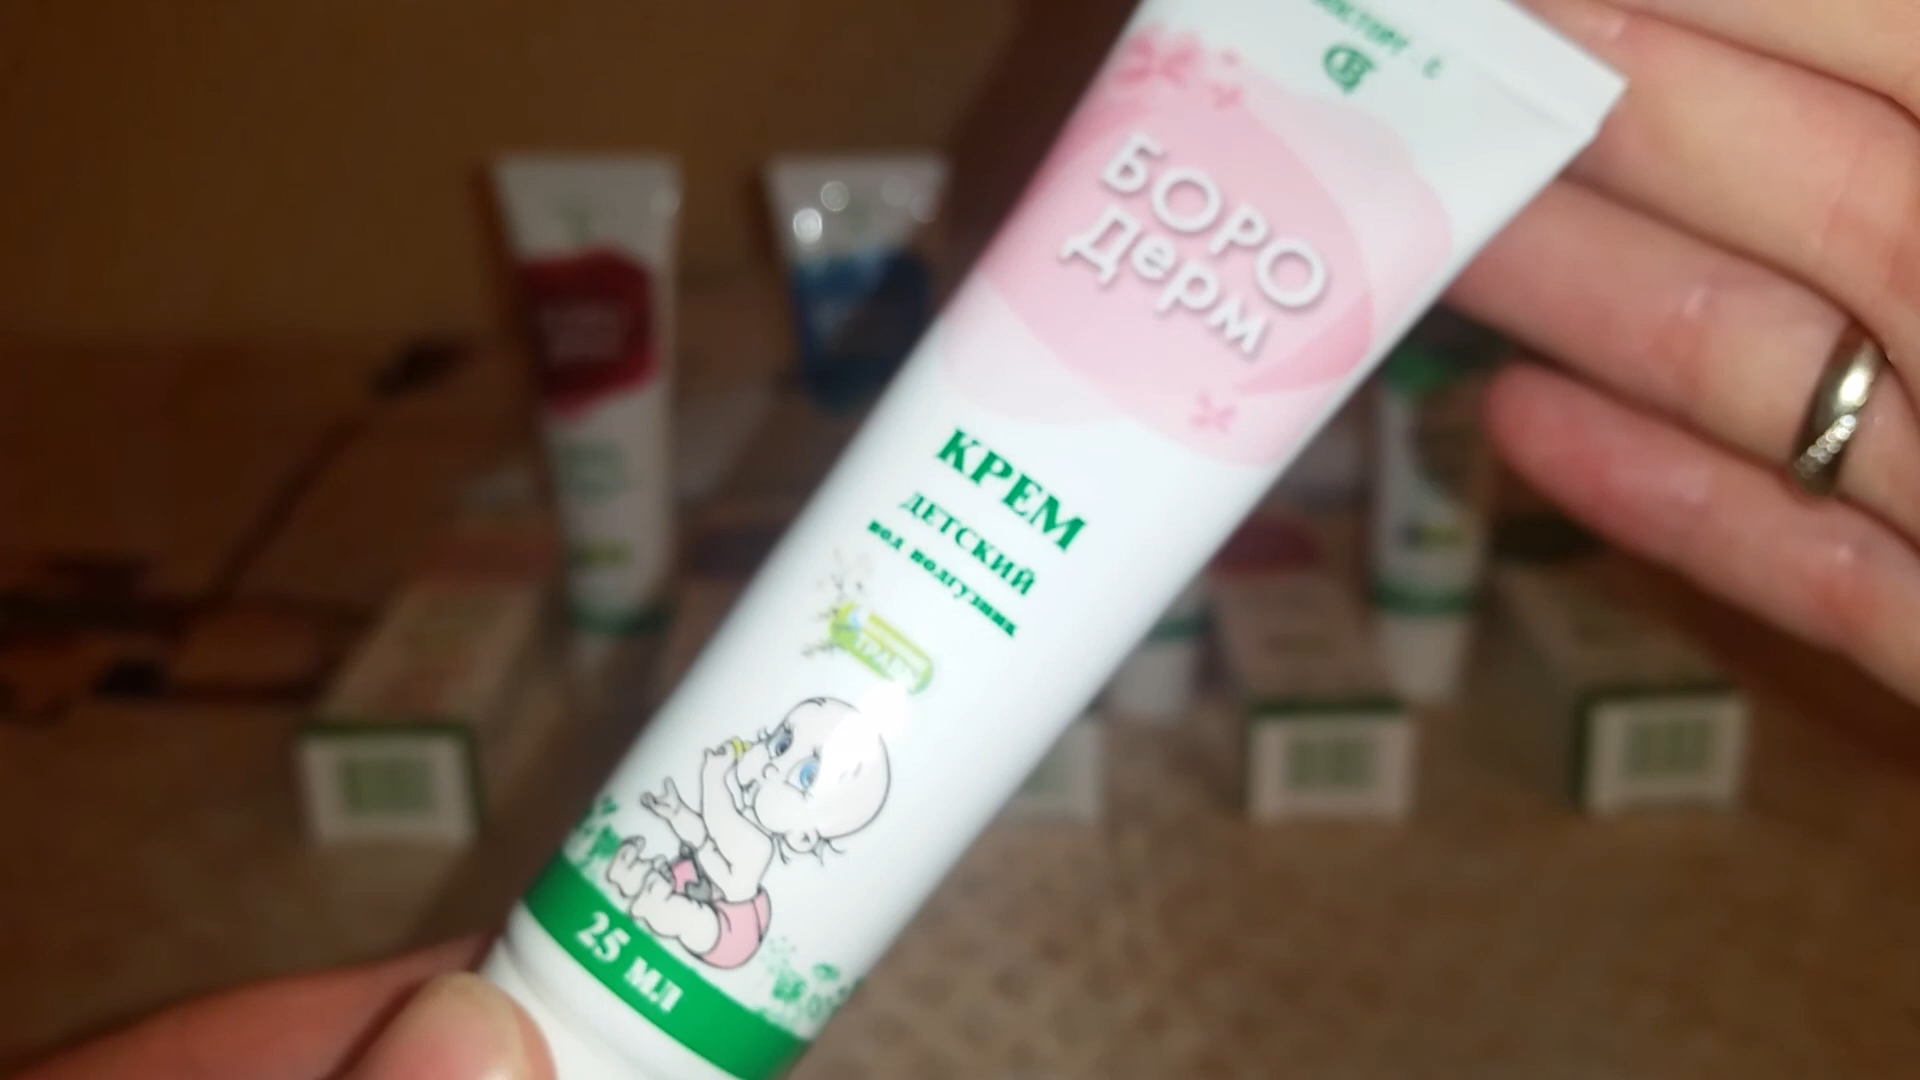 БОРО
Дерм
КРЕМ
ДЕТСКИЙ
под подгузник
25 МЛ